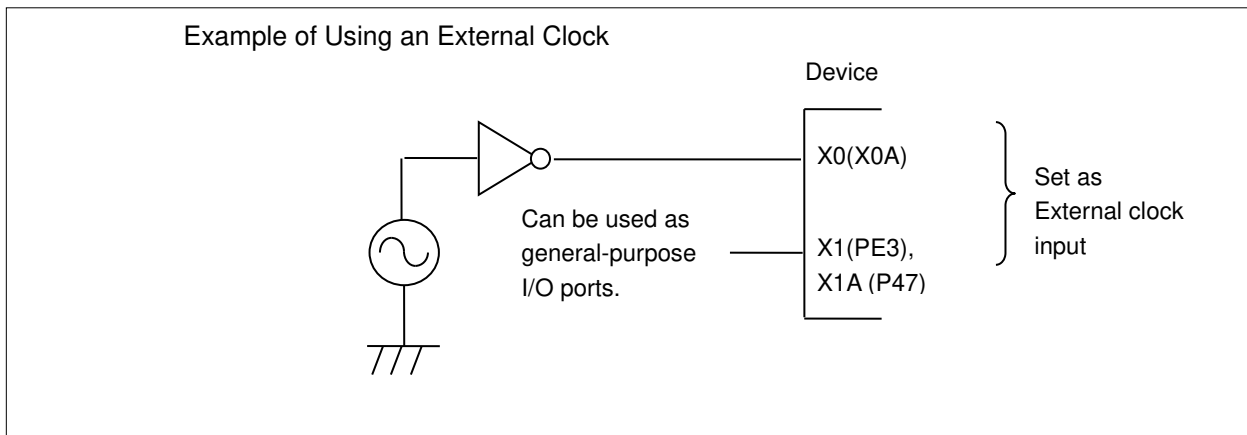 Example of Using an External Clock
Device
X0(X0A)
Can be used as
general-purpose
I/O ports.
X1(PE3),
X1A (P47)
Set as
External clock
input